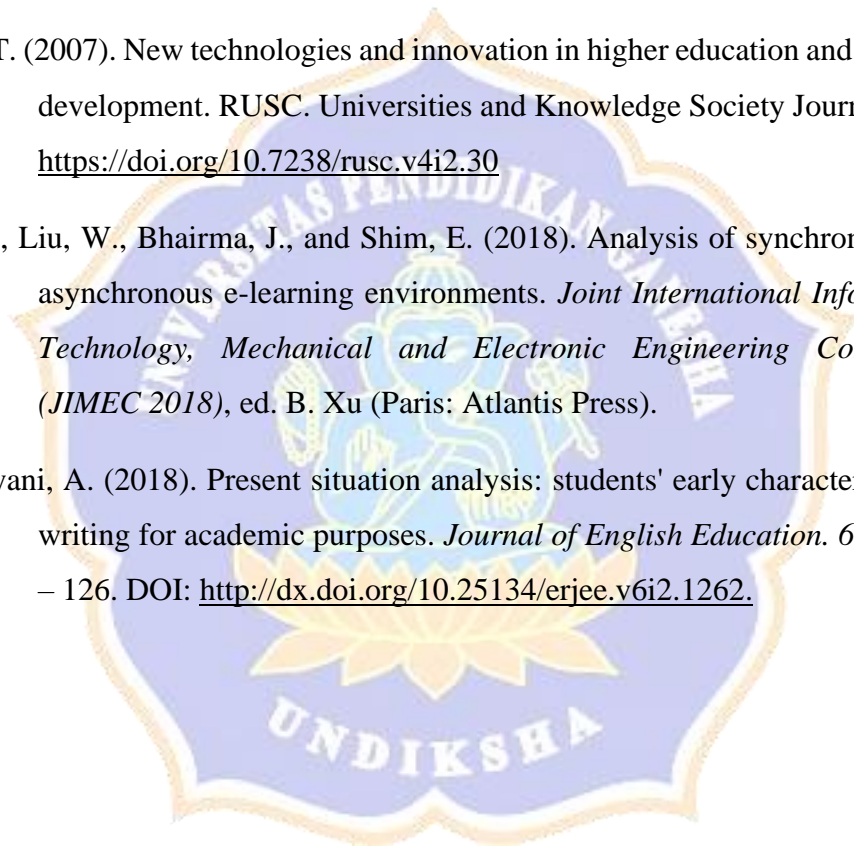 T. (2007). New technologies and innovation in higher education and
development. RUSC. Universities and Knowledge Society Journ
https://doi.org/10.7238/rusc.v4i2.30
, Liu, W., Bhairma, J., and Shim, E. (2018). Analysis of synchron
asynchronous e-learning environments. Joint International Info
Technology, Mechanical and Electronic Engineering Co
(JIMEC 2018), ed. B. Xu (Paris: Atlantis Press).
vani, A. (2018). Present situation analysis: students' early character
writing for academic purposes. Journal of English Education. 6
– 126. DOI: http://dx.doi.org/10.25134/erjee.v6i2.1262.
UNIVERSITAS PENDIDIKAN GANESHA
UNDIKSHA